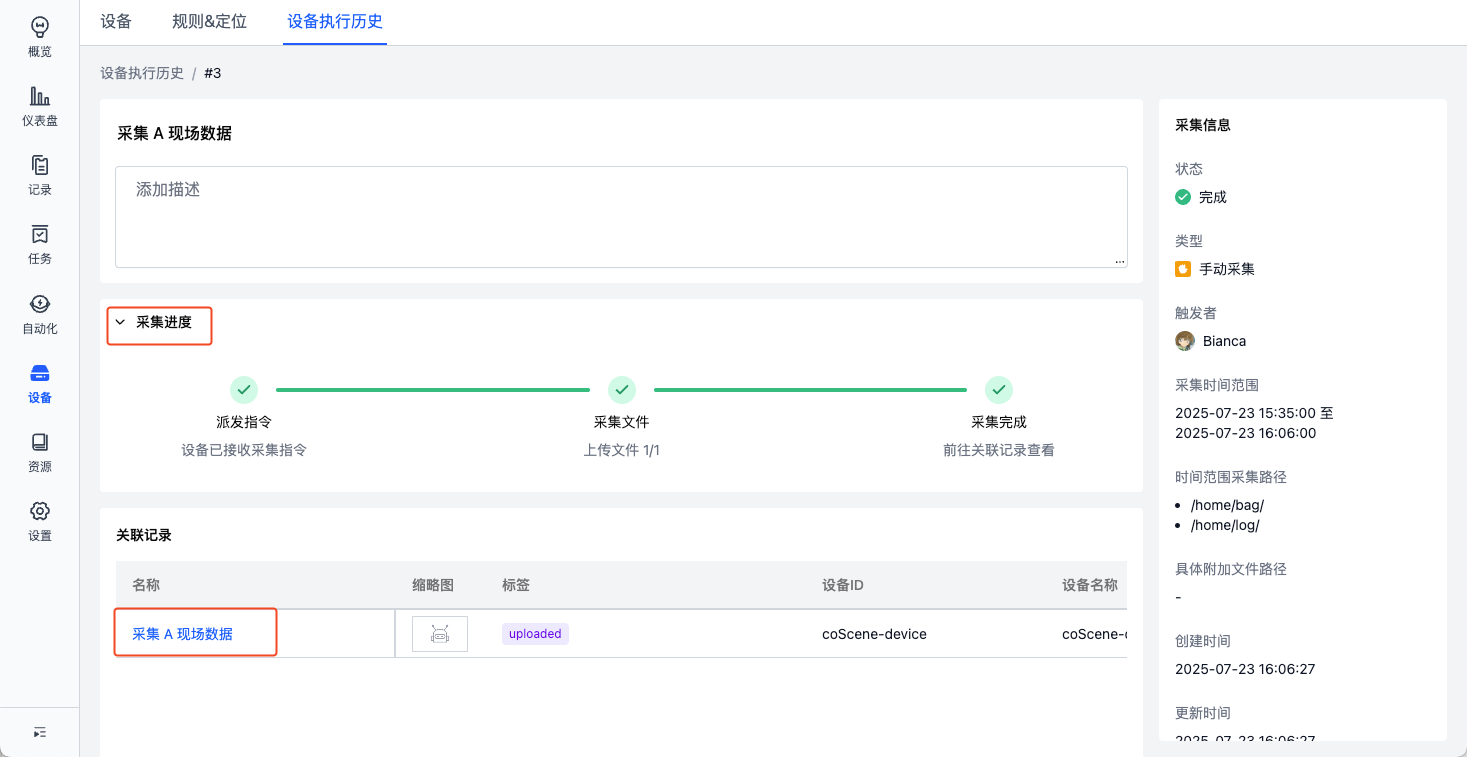 概览
仪表盘
记录
任务
自动化
设备
资源
设置
设备 规则&定位 设备执行历史
设备执行历史 / #3
采集 A 现场数据
添加描述
...
采集进度
派发指令 采集文件 采集完成
设备已接收采集指令 上传文件 1/1 前往关联记录查看
关联记录
名称 缩略图 标签 设备ID 设备名称
采集 A 现场数据 uploaded coScene-device coScene-
采集信息
状态
完成
类型
手动采集
触发者
Bianca
采集时间范围
2025-07-23 15:35:00 至
2025-07-23 16:06:00
时间范围采集路径
/home/bag/
/home/log/
具体附加文件路径
-
创建时间
2025-07-23 16:06:27
更新时间
2025-07-23 16:06:27